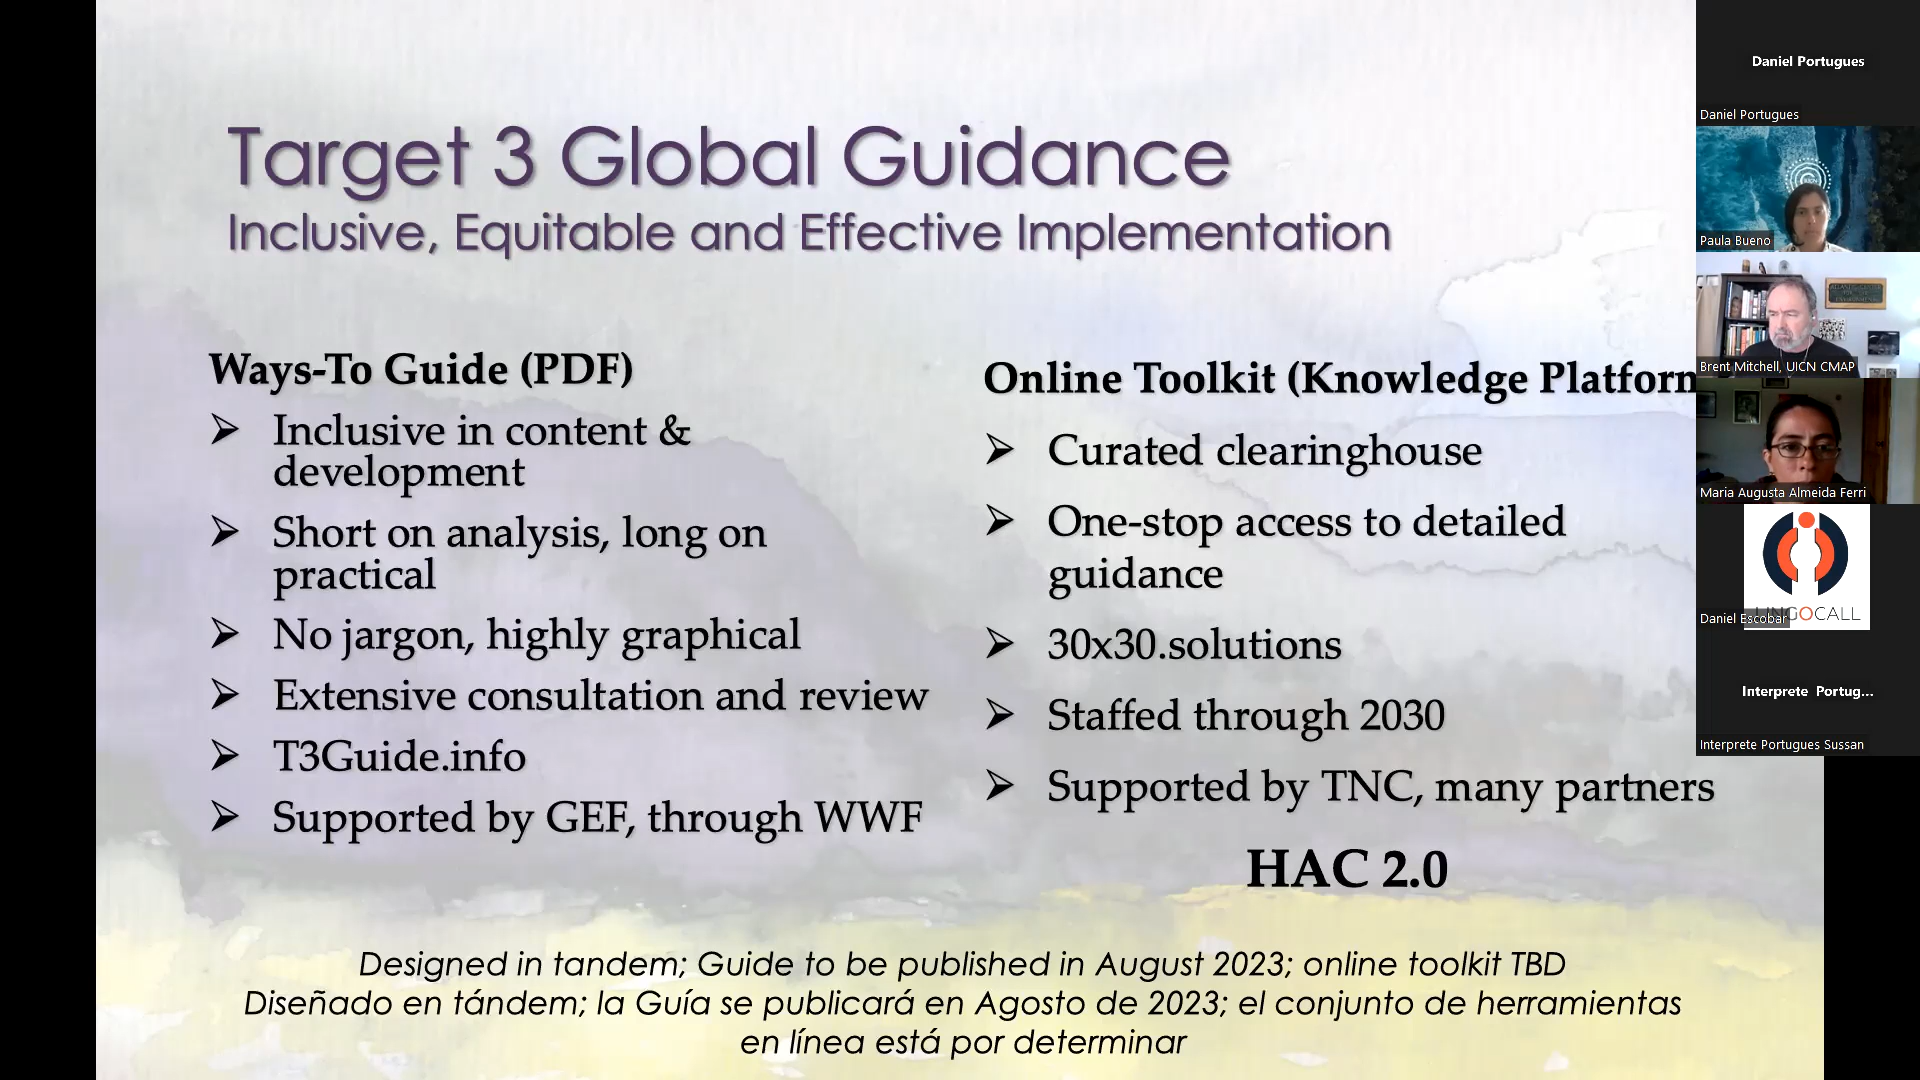 Target 3 Global Guidance
Inclusive, Equitable and Effective Implementation
Ways-To Guide (PDF)
Inclusive in content &
development
Short on analysis, long on
practical
No jargon, highly graphical
Extensive consultation and review
T3Guide.info
Supported by GEF, through WWF
Online Toolkit (Knowledge Platform
Curated clearinghouse
One-stop access to detailed
guidance
30x30.solutions
Staffed through 2030
Supported by TNC, many partners
HAC 2.0
Designed in tandem; Guide to be published in August 2023; online toolkit TBD
Diseñado en tándem; la Guía se publicará en Agosto de 2023; el conjunto de herramientas
en línea está por determinar
Daniel Portugues
Daniel Portugues
Paula Bueno
Brent Mitchell, UICN CMAP
Maria Augusta Almeida Ferri
LINGOCALL
Daniel Escobar
Interprete Portug...
Interprete Portugues Sussan